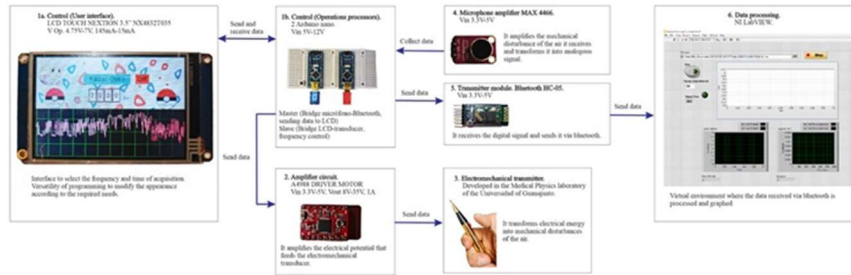 1a. Control (User interface).
LCD TOUCH NEXTION 3.5" NX4832T035
V Op. 4.75V-7V, 145mA-15mA
Interface to select the frequency and time of acquisition.
Versatility of programming to modify the appearance
according to the required needs.
Send and
receive data
Send data
1b. Control (Operations processors).
2 Arduino nano
Vin 5V-12V
Master (Bridge microfono-Bluetooth,
sending data to LCD)
Slave (Bridge LCD-transducer,
frequency control)
Collect data
Send data
4. Microphone amplifier MAX 4466.
Vin 3.3V-5V
It amplifies the mechanical
disturbance of the air it receives
and transforms it into analogous
signal.
5. Transmitter module. Bluetooth HC-05.
Vin 3.3V-5V
It receives the digital signal and sends it via bluetooth.
Send data
6. Data processing.
NI LabVIEW.
Virtual environment where the data received via bluetooth is
processed and graphed
2. Amplifier circuit.
A4988 DRIVER MOTOR
Vin 3.3V-5V, Vout 8V-35V, 1A
It amplifies the electrical potential that
feeds the electromechanical
transducer.
Send data
3. Electromechanical transmitter.
Developed in the Medical Physics laboratory
of the Universidad of Guanajuato.
It transforms electrical energy
into mechanical disturbances
of the air.